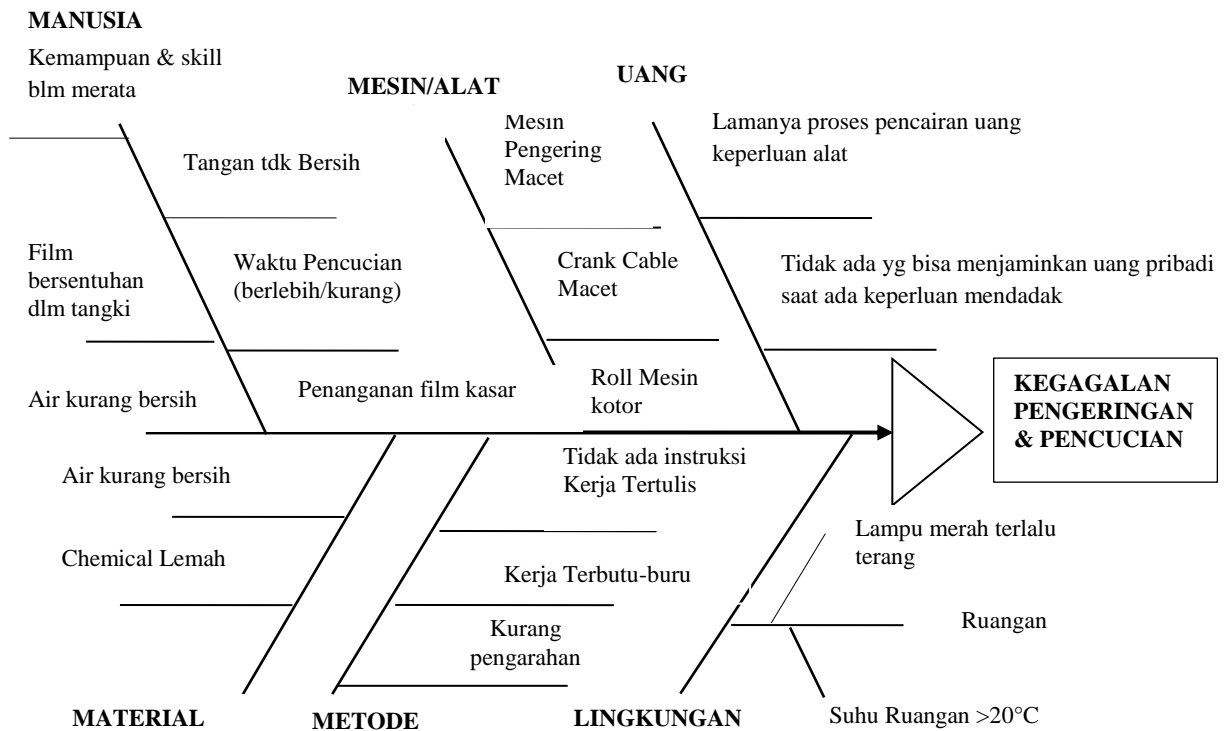 MANUSIA
Kemampuan & skill
blm merata
MESIN/ALAT
UANG
Mesin
Pengering
Macet
Lamanya proses pencairan uang
keperluan alat
Tangan tdk Bersih
Film
bersentuhan
dlm tangki
Waktu Pencucian
(berlebih/kurang)
Crank Cable
Macet
Tidak ada yg bisa menjaminkan uang pribadi
saat ada keperluan mendadak
Air kurang bersih
Penanganan film kasar
Roll Mesin
kotor
KEGAGALAN
PENGERINGAN
& PENCUCIAN
Air kurang bersih
Tidak ada instruksi
Kerja Tertulis
Chemical Lemah
Lampu merah terlalu
terang
Kerja Terbutu-buru
Kurang
pengarahan
Ruangan
MATERIAL
METODE
LINGKUNGAN
Suhu Ruangan >20°C